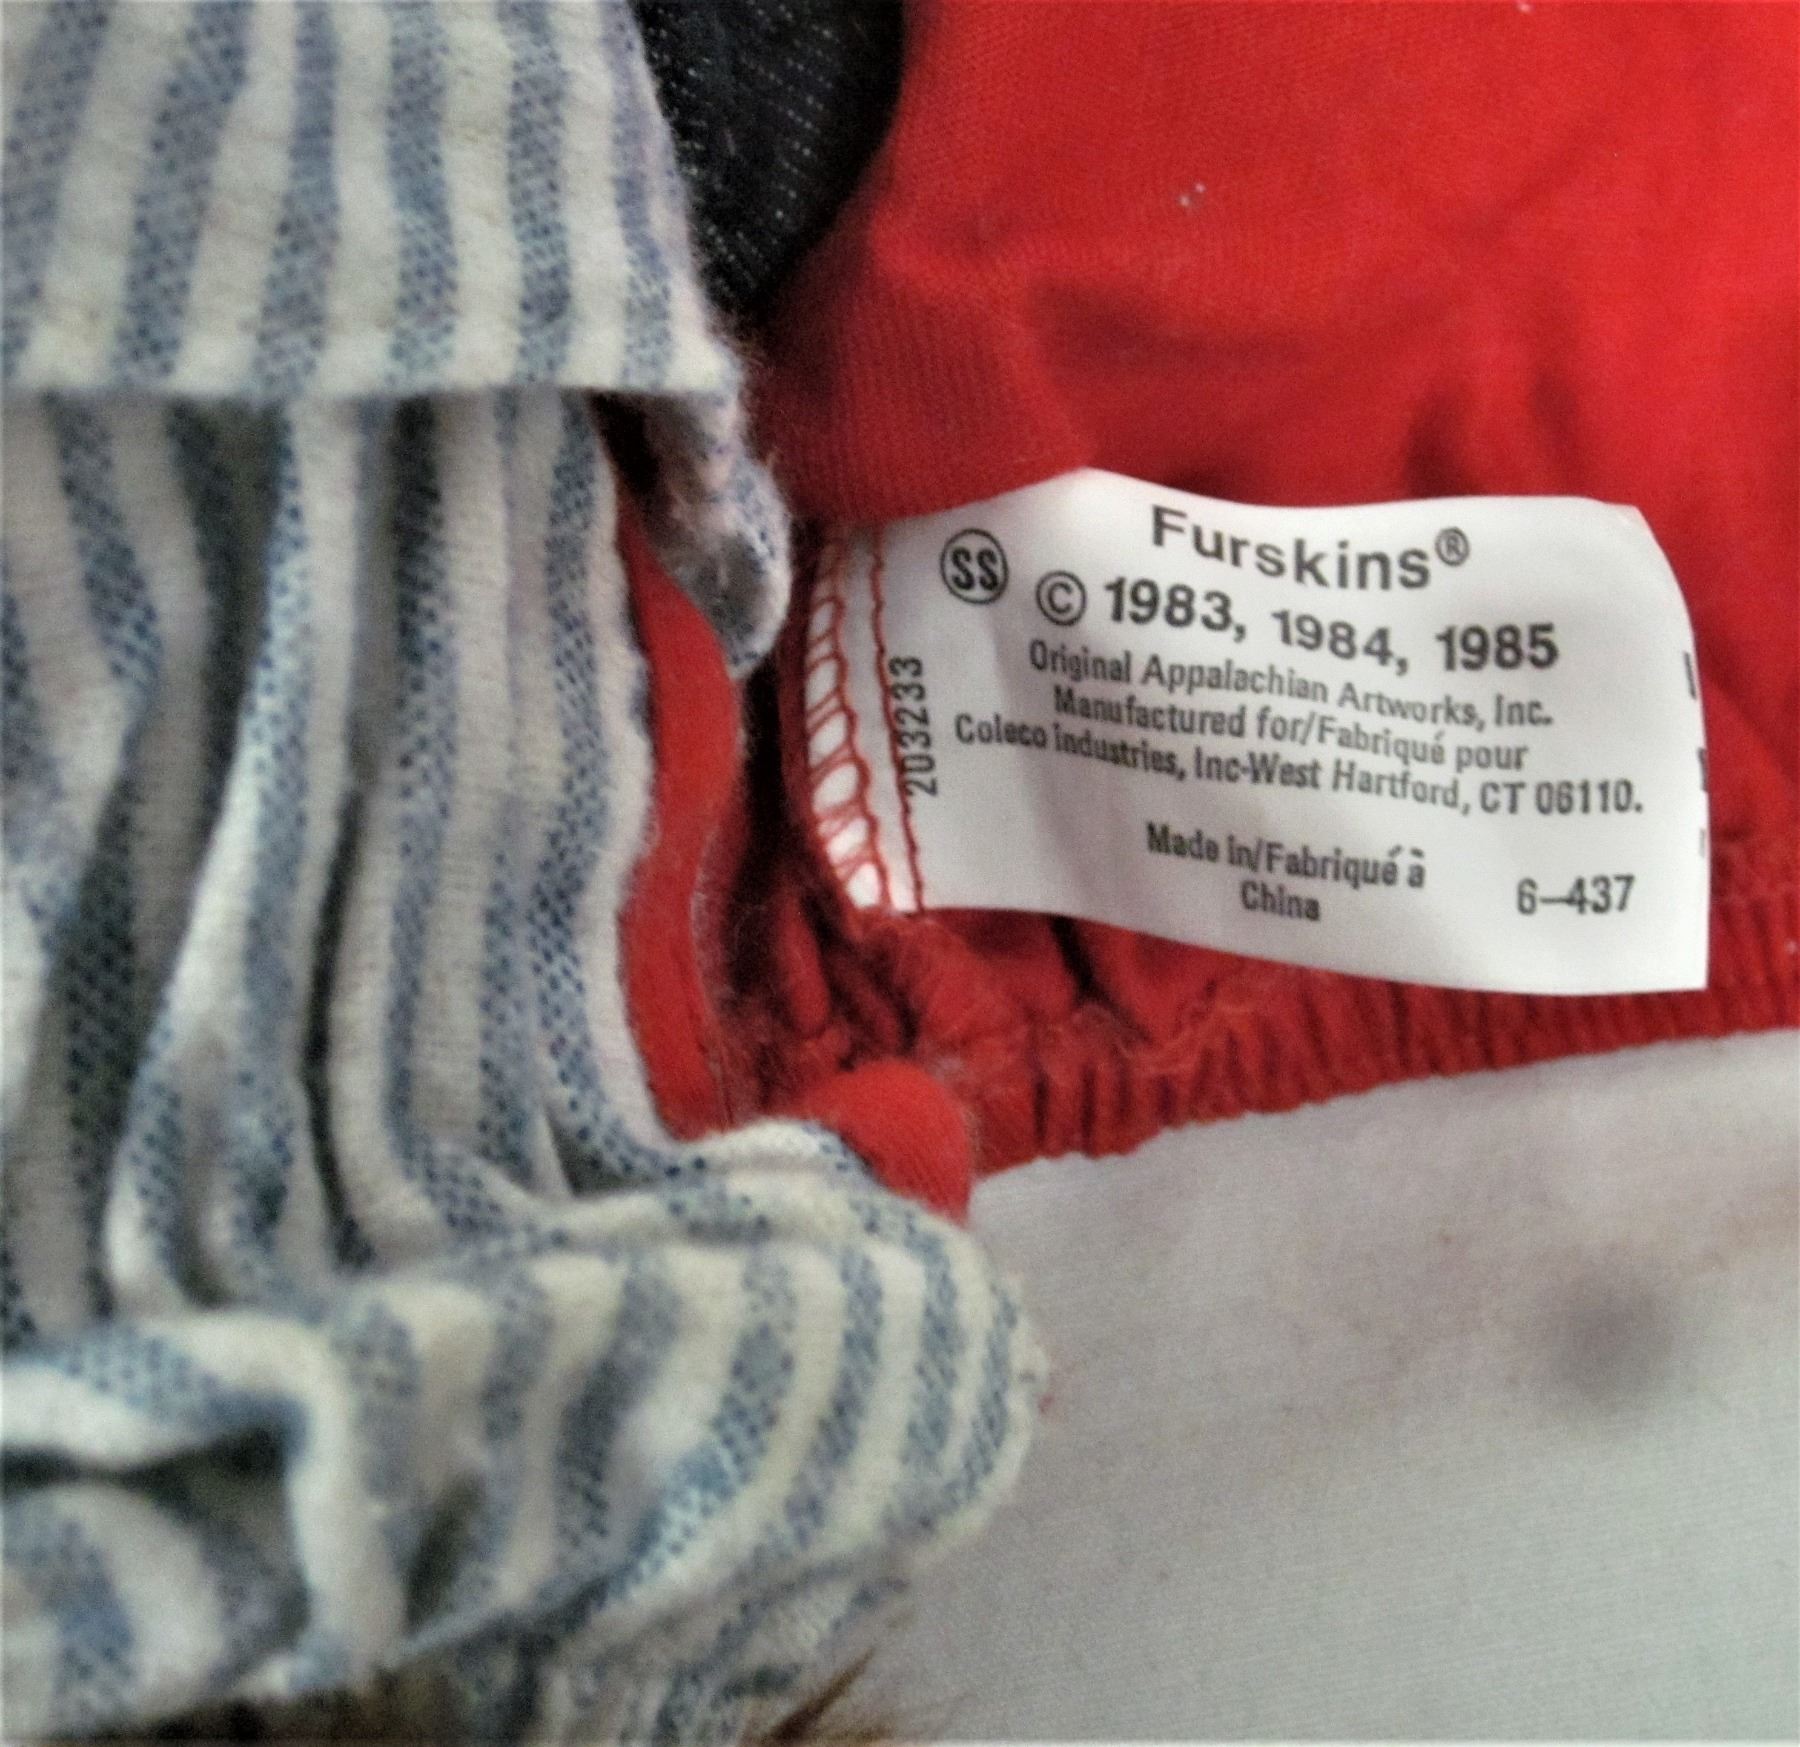 Furskins®
SS © 1983, 1984, 1985
Original Appalachian Artworks, Inc.
Manufactured for/Fabriqué pour
Coleco industries, Inc-West Hartford, CT 06110.
Made in/Fabriqué à
China
6-437
203233